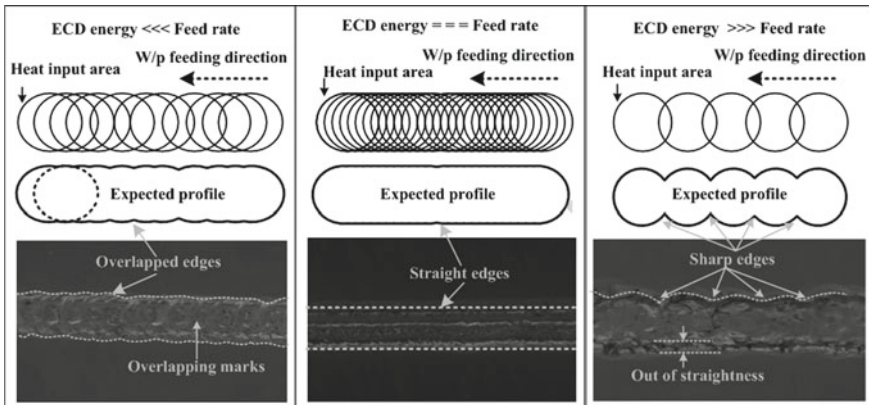 ECD energy <<< Feed rate
W/p feeding direction
Heat input area
Expected profile
Overlapped edges
Overlapping marks
ECD energy = = = Feed rate
W/p feeding direction
Heat input area
Expected profile
Straight edges
ECD energy >>> Feed rate
W/p feeding direction
Heat input area
Expected profile
Sharp edges
Out of straightness